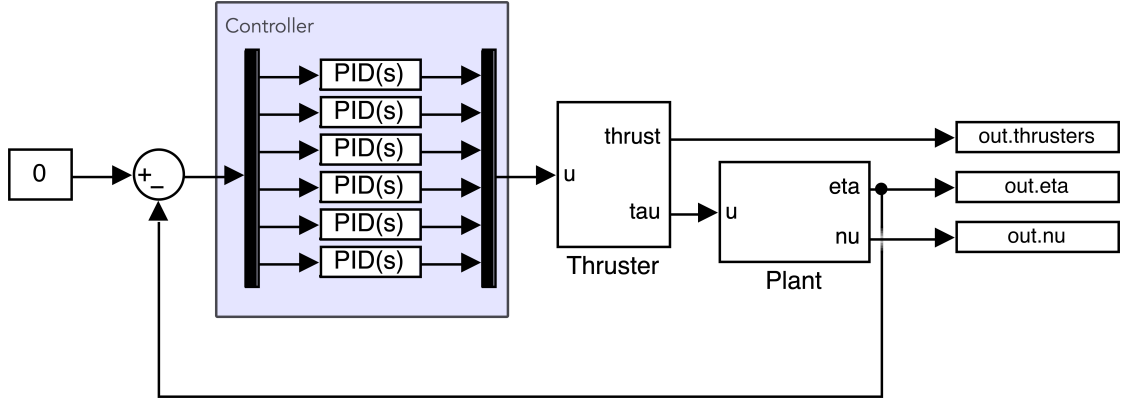 Controller
PID(s)
PID(s)
PID(s)
PID(s)
PID(s)
PID(s)
0
+
−
u
thrust
tau
Thruster
u
eta
nu
Plant
out.thrusters
out.eta
out.nu